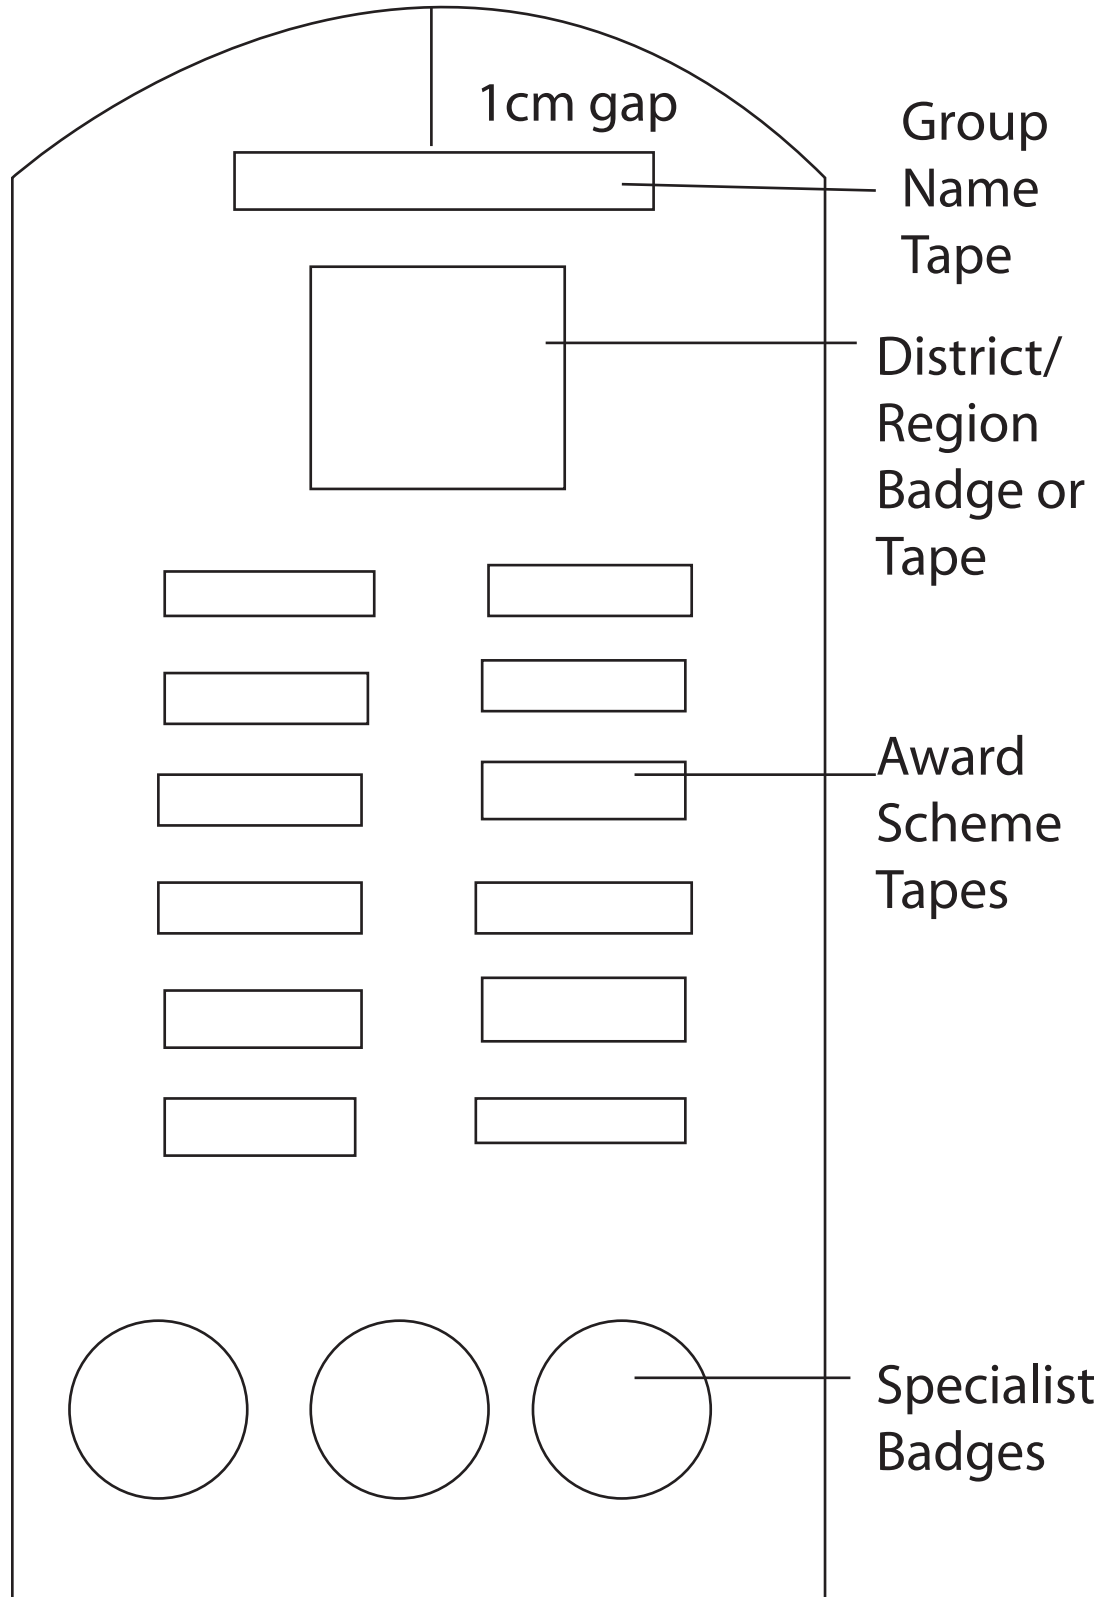 1cm gap
Group
Name
Tape
District/
Region
Badge or
Tape
Award
Scheme
Tapes
Specialist
Badges